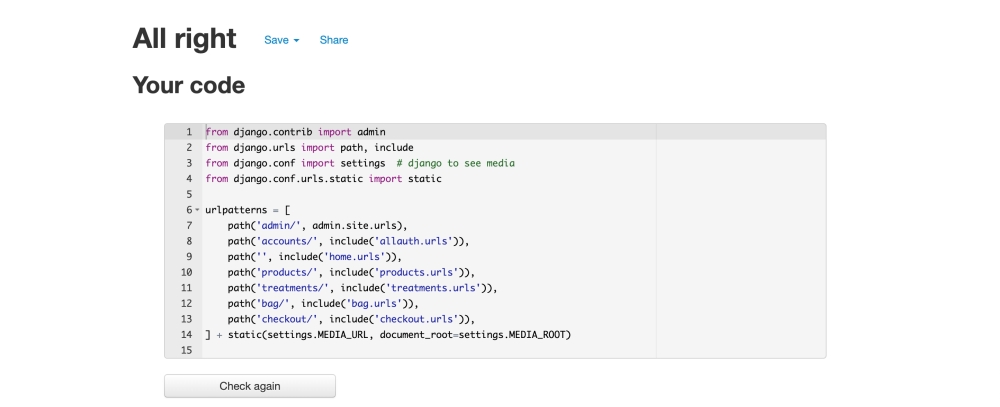 All right Save Share
Your code
1 from django.contrib import admin
2 from django.urls import path, include
3 from django.conf import settings  # django to see media
4 from django.conf.urls.static import static
5
6 urlpatterns = [
7     path('admin/', admin.site.urls),
8     path('accounts/', include('allauth.urls')),
9     path('', include('home.urls')),
10     path('products/', include('products.urls')),
11     path('treatments/', include('treatments.urls')),
12     path('bag/', include('bag.urls')),
13     path('checkout/', include('checkout.urls')),
14 ] + static(settings.MEDIA_URL, document_root=settings.MEDIA_ROOT)
15
Check again